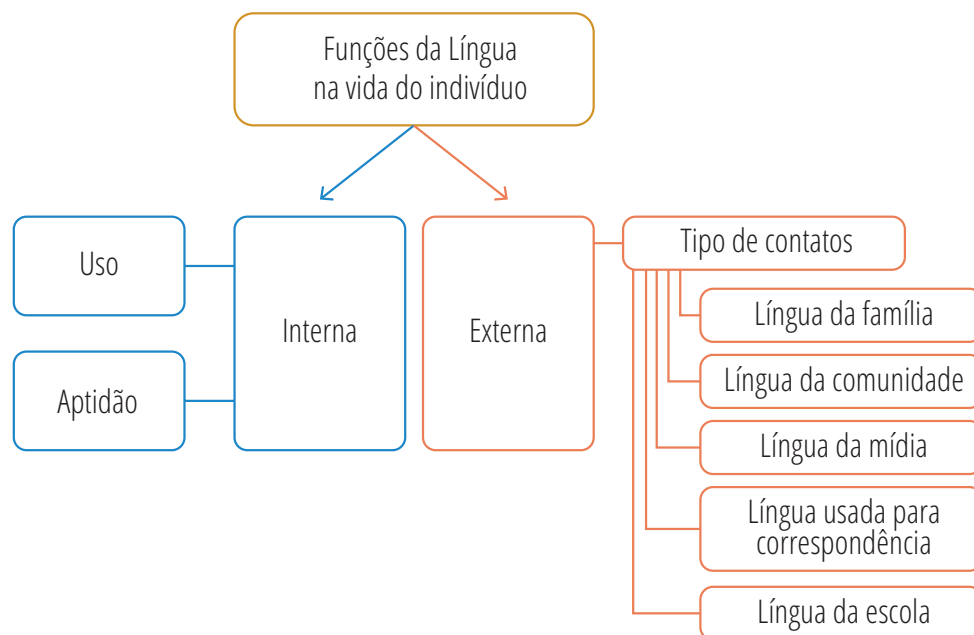 Funções da Língua
na vida do indivíduo
Uso
Aptidão
Interna
Externa
Tipo de contatos
Língua da família
Língua da comunidade
Língua da mídia
Língua usada para
correspondência
Língua da escola